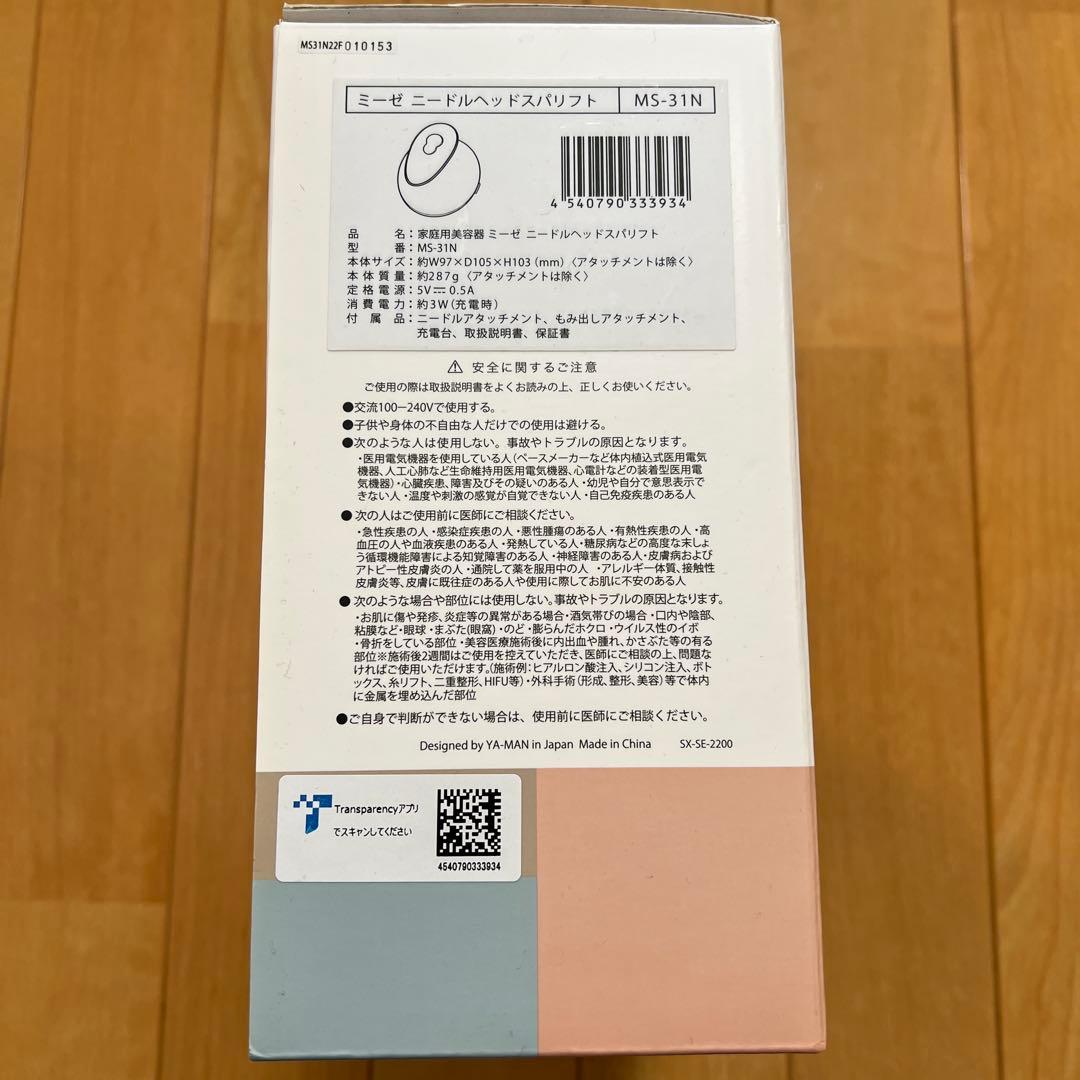 MS31N22F010153
ミーゼ ニードルヘッドスパリフト MS-31N
4 540790 333934
品名：家庭用美容器 ミーゼ ニードルヘッドスパリフト
型番：MS-31N
本体サイズ：約W97×D105×H103（mm）〈アタッチメントは除く〉
本体質量：約287g〈アタッチメントは除く〉
定格電源：5V⎓0.5A
消費電力：約3W（充電時）
付属品：ニードルアタッチメント、もみ出しアタッチメント、
充電台、取扱説明書、保証書
⚠ 安全に関するご注意
ご使用の際は取扱説明書をよくお読みの上、正しくお使いください。
●交流100−240Vで使用する。
●子供や身体の不自由な人だけでの使用は避ける。
●次のような人は使用しない。事故やトラブルの原因となります。
・医用電気機器を使用している人（ペースメーカーなど体内植込式医用電気
機器、人工心肺など生命維持用医用電気機器、心電計などの装着型医用電
気機器）・心臓疾患、障害及びその疑いのある人・幼児や自分で意思表示で
きない人・温度や刺激の感覚が自覚できない人・自己免疫疾患のある人
●次の人はご使用前に医師にご相談ください。
・急性疾患の人・感染症疾患の人・悪性腫瘍のある人・有熱性疾患の人・高
血圧の人や血液疾患のある人・発熱している人・糖尿病などの高度な末しょ
う循環機能障害による知覚障害のある人・神経障害のある人・皮膚病および
アトピー性皮膚炎の人・通院して薬を服用中の人 ・アレルギー体質、接触性
皮膚炎等、皮膚に既往症のある人や使用に際してお肌に不安のある人
●次のような場合や部位には使用しない。事故やトラブルの原因となります。
・お肌に傷や発疹、炎症等の異常がある場合・酒気帯びの場合・口内や陰部、
粘膜など・眼球・まぶた（眼窩）・のど・膨らんだホクロ・ウイルス性のイボ
・骨折をしている部位・美容医療施術後に内出血や腫れ、かさぶた等の有る
部位※施術後2週間はご使用を控えていただき、医師にご相談の上、問題な
ければご使用いただけます。（施術例：ヒアルロン酸注入、シリコン注入、ボト
ックス、糸リフト、二重整形、HIFU等）・外科手術（形成、整形、美容）等で体内
に金属を埋め込んだ部位
●ご自身で判断ができない場合は、使用前に医師にご相談ください。
Designed by YA-MAN in Japan Made in China SX-SE-2200
Transparencyアプリ
でスキャンしてください
4540790333934